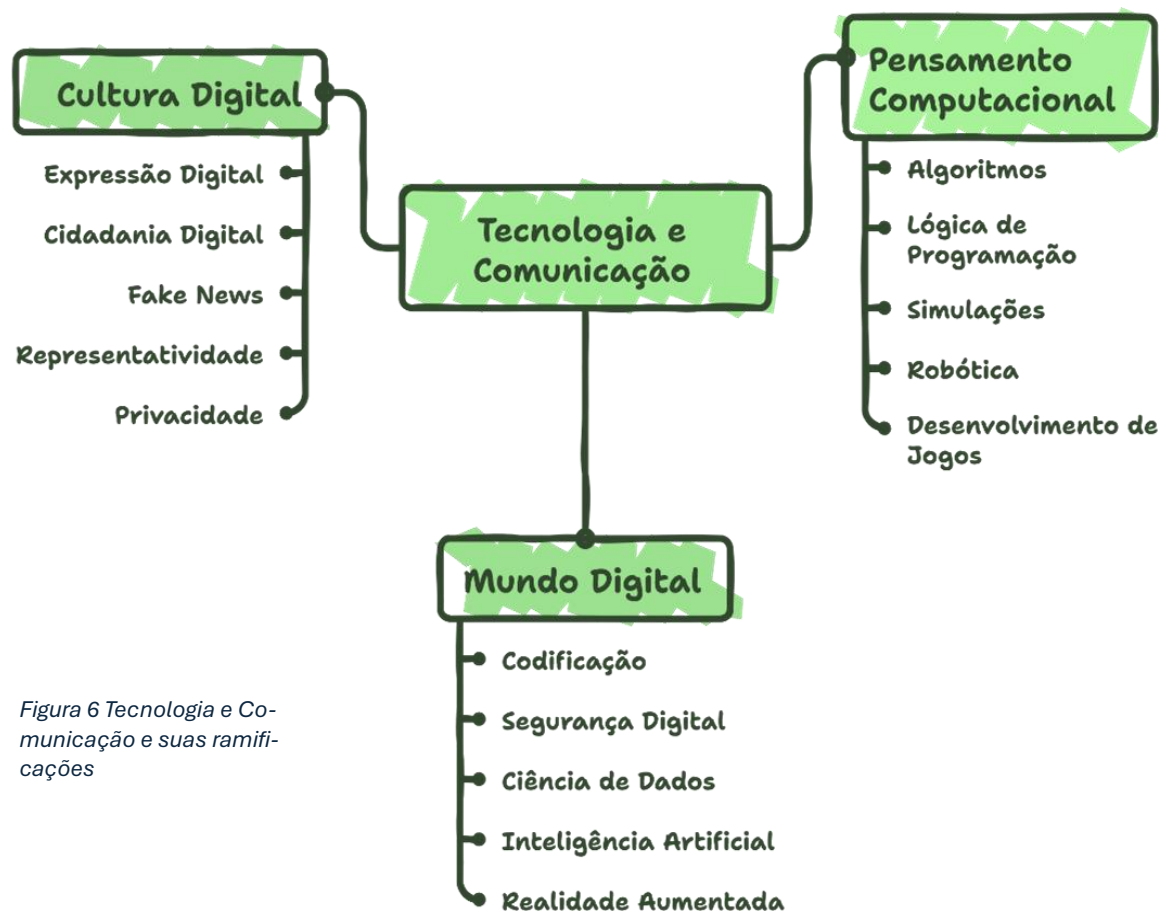 Cultura Digital
Expressão Digital
Cidadania Digital
Fake News
Representatividade
Privacidade
Tecnologia e
Comunicação
Pensamento
Computacional
Algoritmos
Lógica de
Programação
Simulações
Robótica
Desenvolvimento de
Jogos
Mundo Digital
Codificação
Segurança Digital
Ciência de Dados
Inteligência Artificial
Realidade Aumentada
Figura 6 Tecnologia e Co-
municação e suas ramifi-
cações